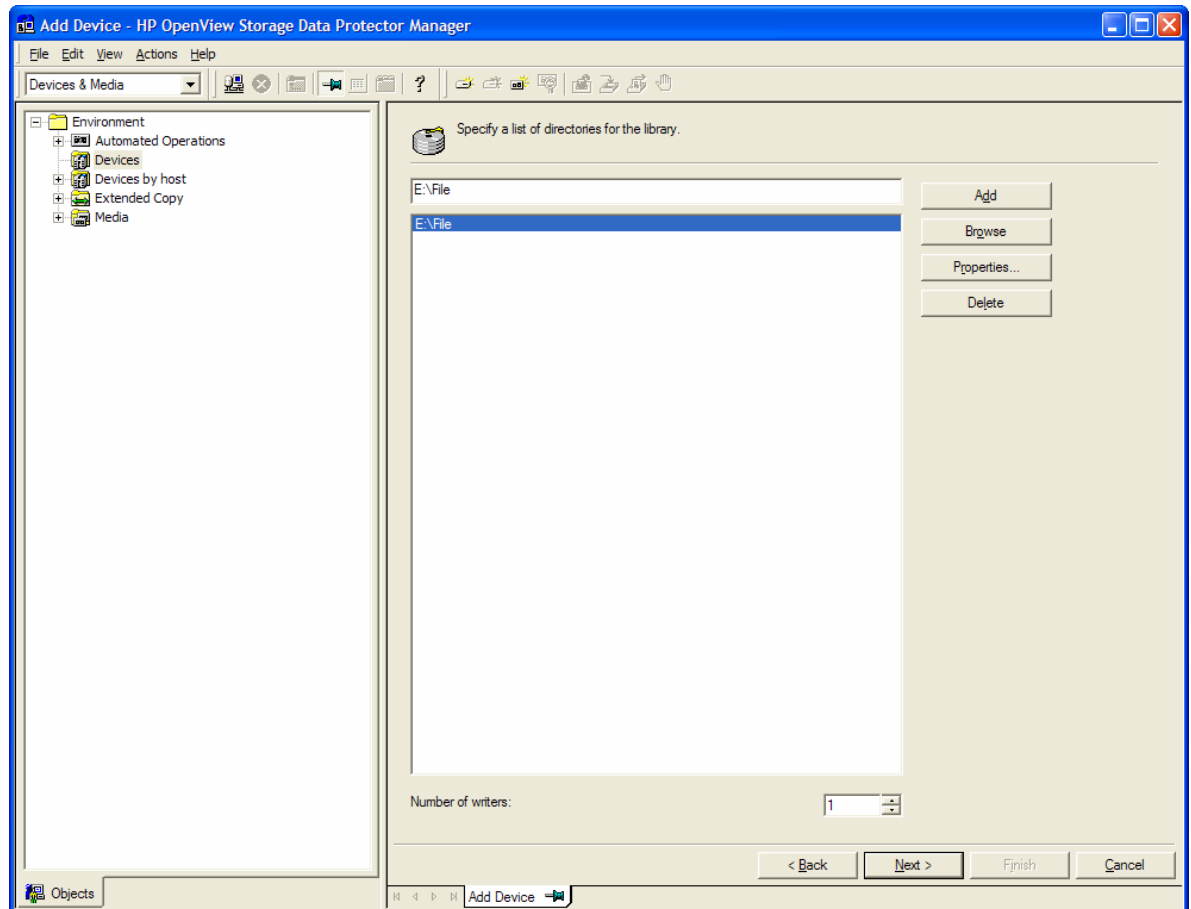 Add Device - HP OpenView Storage Data Protector Manager
File Edit View Actions Help
Devices & Media
?
Environment
Automated Operations
Devices
Devices by host
Extended Copy
Media
Specify a list of directories for the library.
E:\File
Add
E:\File
Browse
Properties...
Delete
Number of writers:
1
< Back
Next >
Finish
Cancel
Objects
Add Device